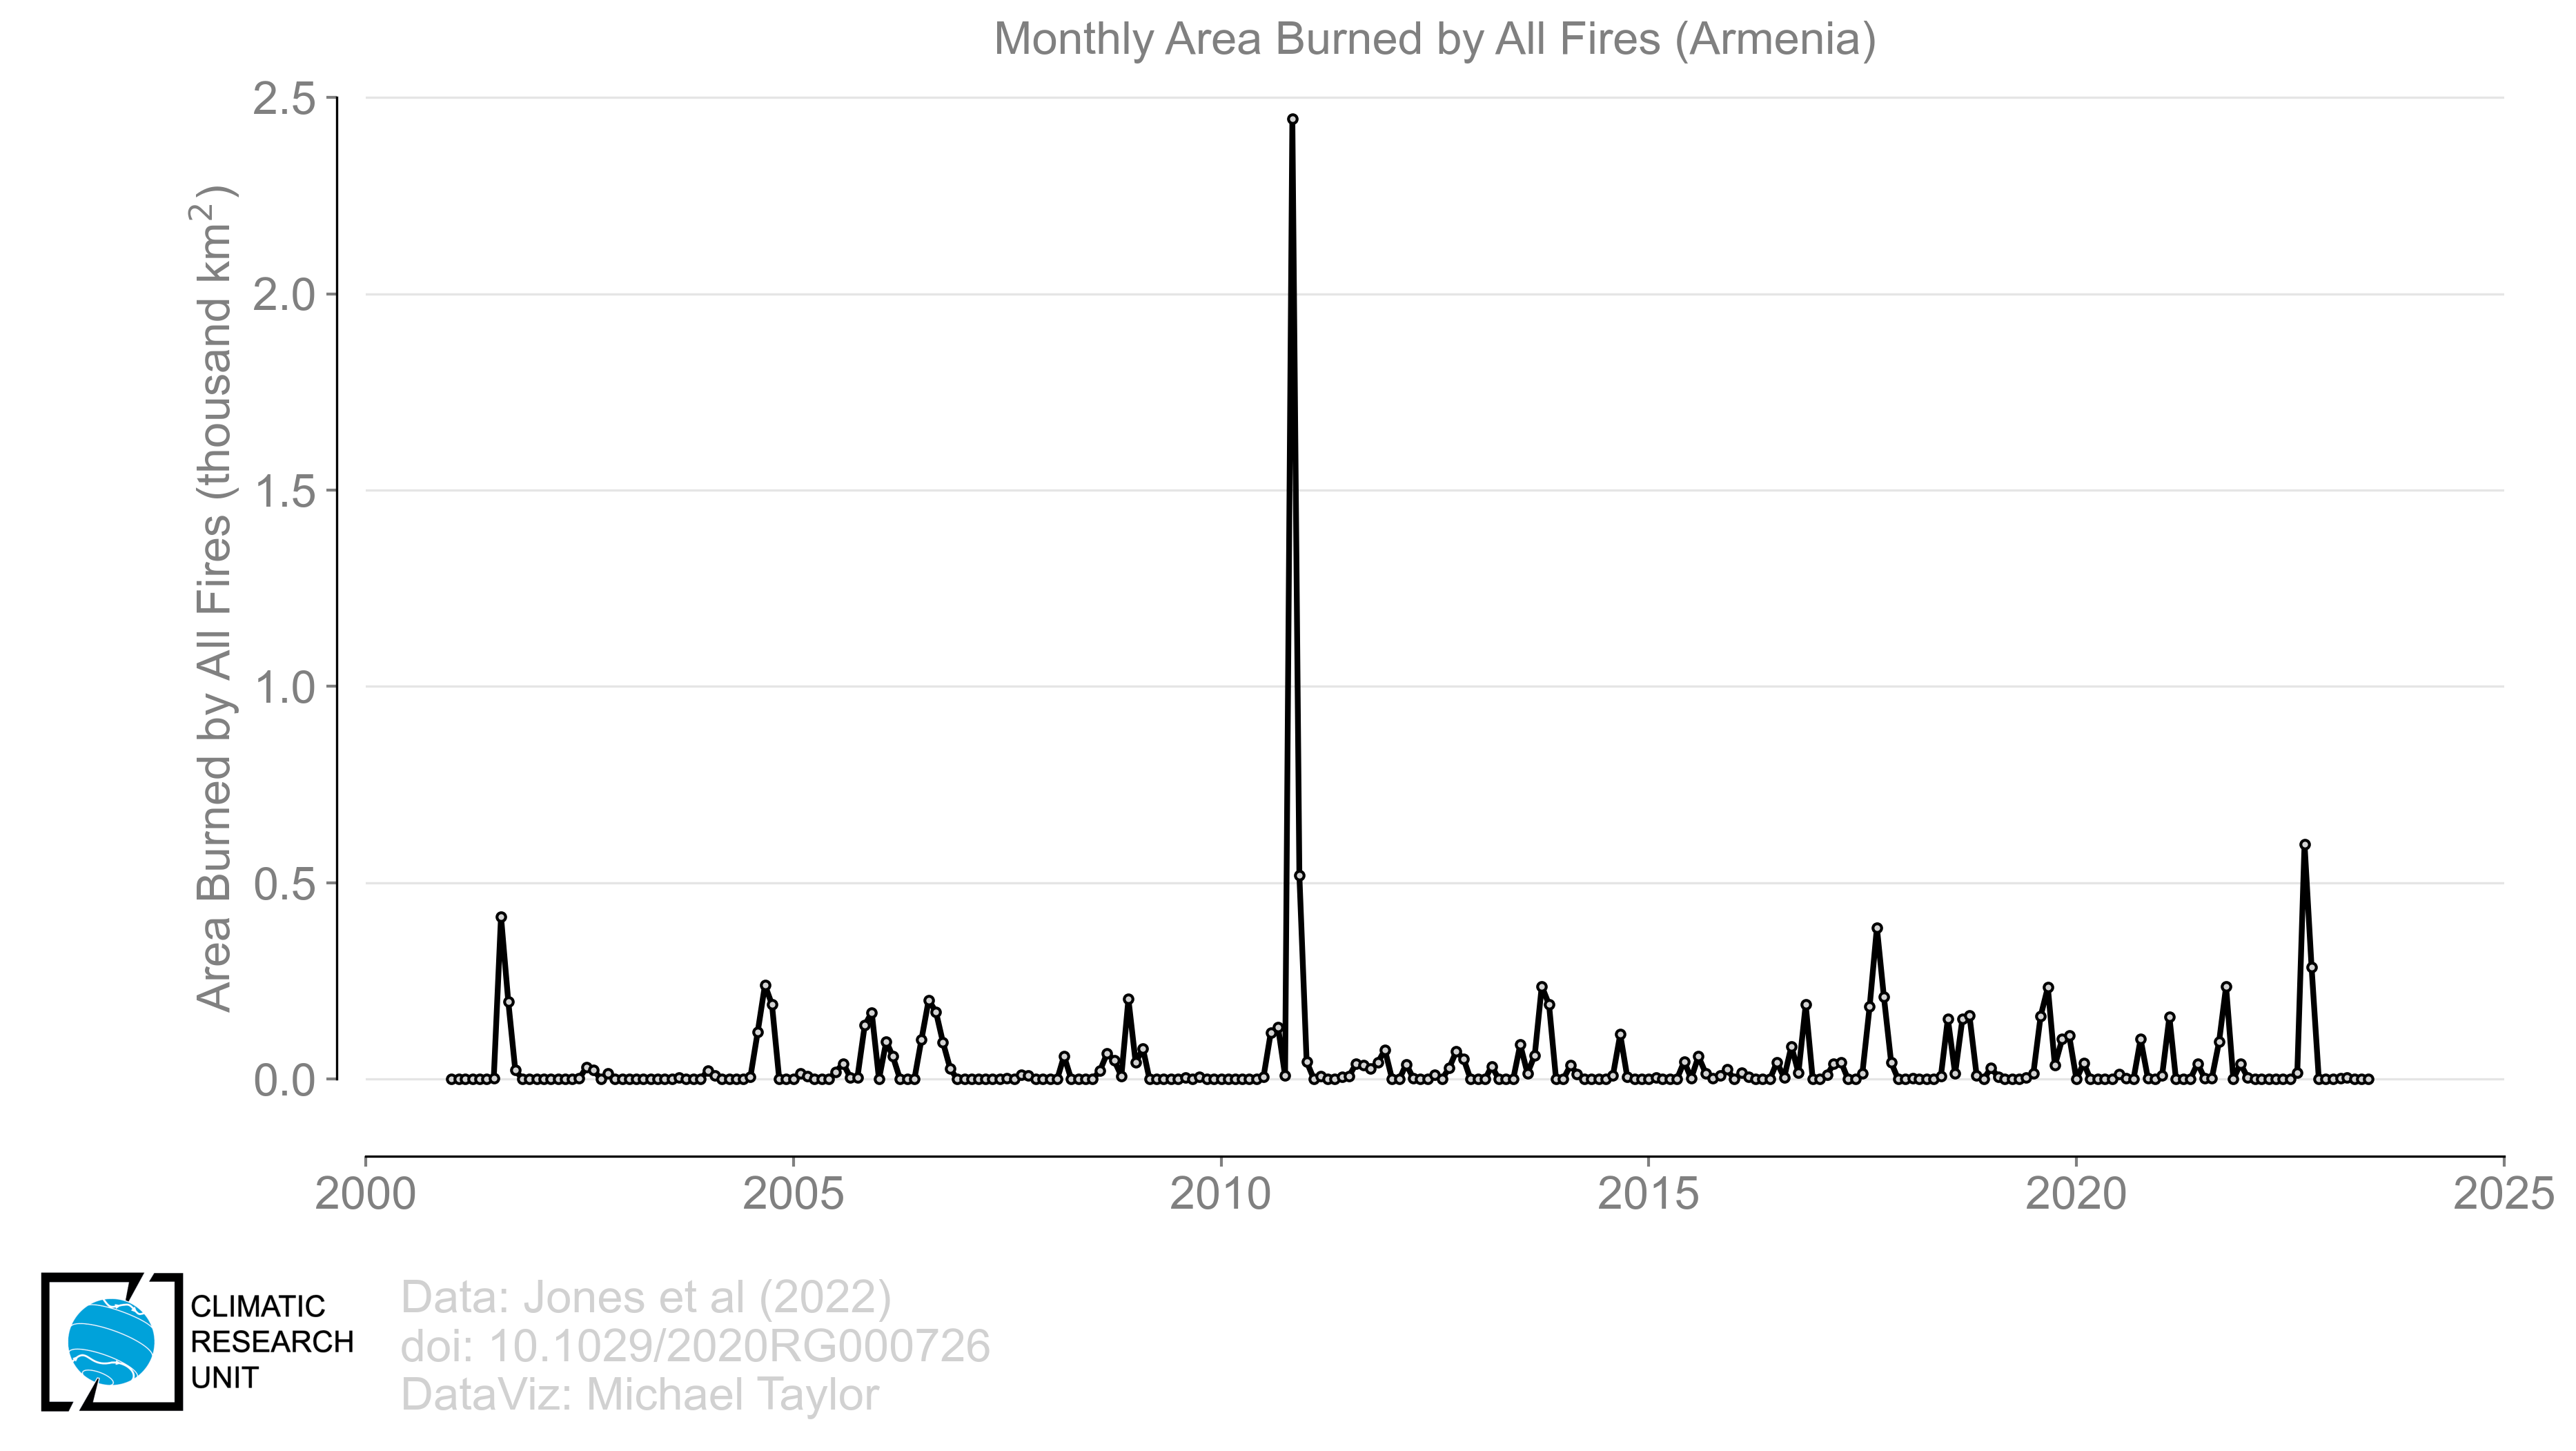 Monthly Area Burned by All Fires (Armenia)
Area Burned by All Fires (thousand km²)
2.5
2.0
1.5
1.0
0.5
0.0
2000 2005 2010 2015 2020 2025
CLIMATIC
RESEARCH
UNIT
Data: Jones et al (2022)
doi: 10.1029/2020RG000726
DataViz: Michael Taylor